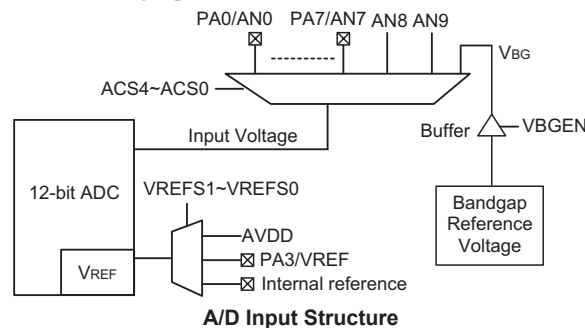 PA0/AN0 PA7/AN7 AN8 AN9
VBG
ACS4~ACS0
Buffer
VBGEN
Input Voltage
12-bit ADC
VREFS1~VREFS0
Bandgap
Reference
Voltage
AVDD
VREF
PA3/VREF
Internal reference
A/D Input Structure